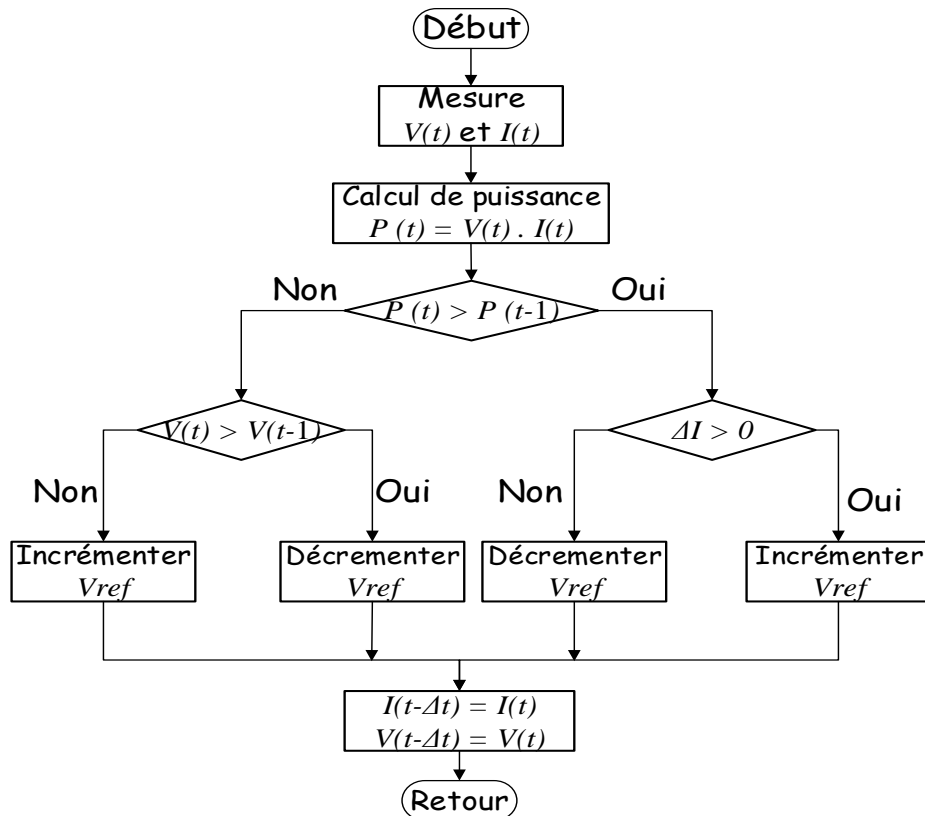 Début
Mesure
V(t) et I(t)
Calcul de puissance
P (t) = V(t) . I(t)
Non
Oui
P (t) > P (t-1)
V(t) > V(t-1)
ΔI > 0
Non
Oui
Non
Oui
Incrémenter
Vref
Décrementer
Vref
Décrementer
Vref
Incrémenter
Vref
I(t-Δt) = I(t)
V(t-Δt) = V(t)
Retour